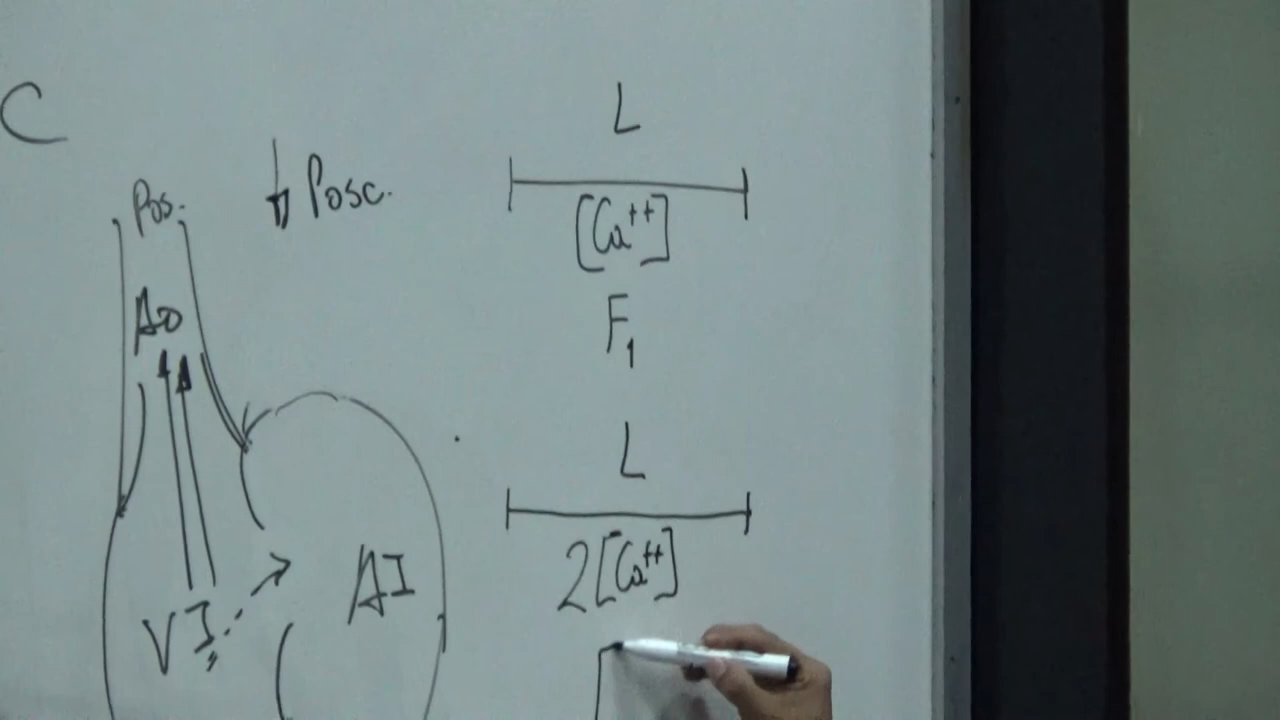 C
Pos.
↓ Posc.
Ao
VI
AI
L
[Ca⁺⁺]
F₁
L
2[Ca⁺⁺]